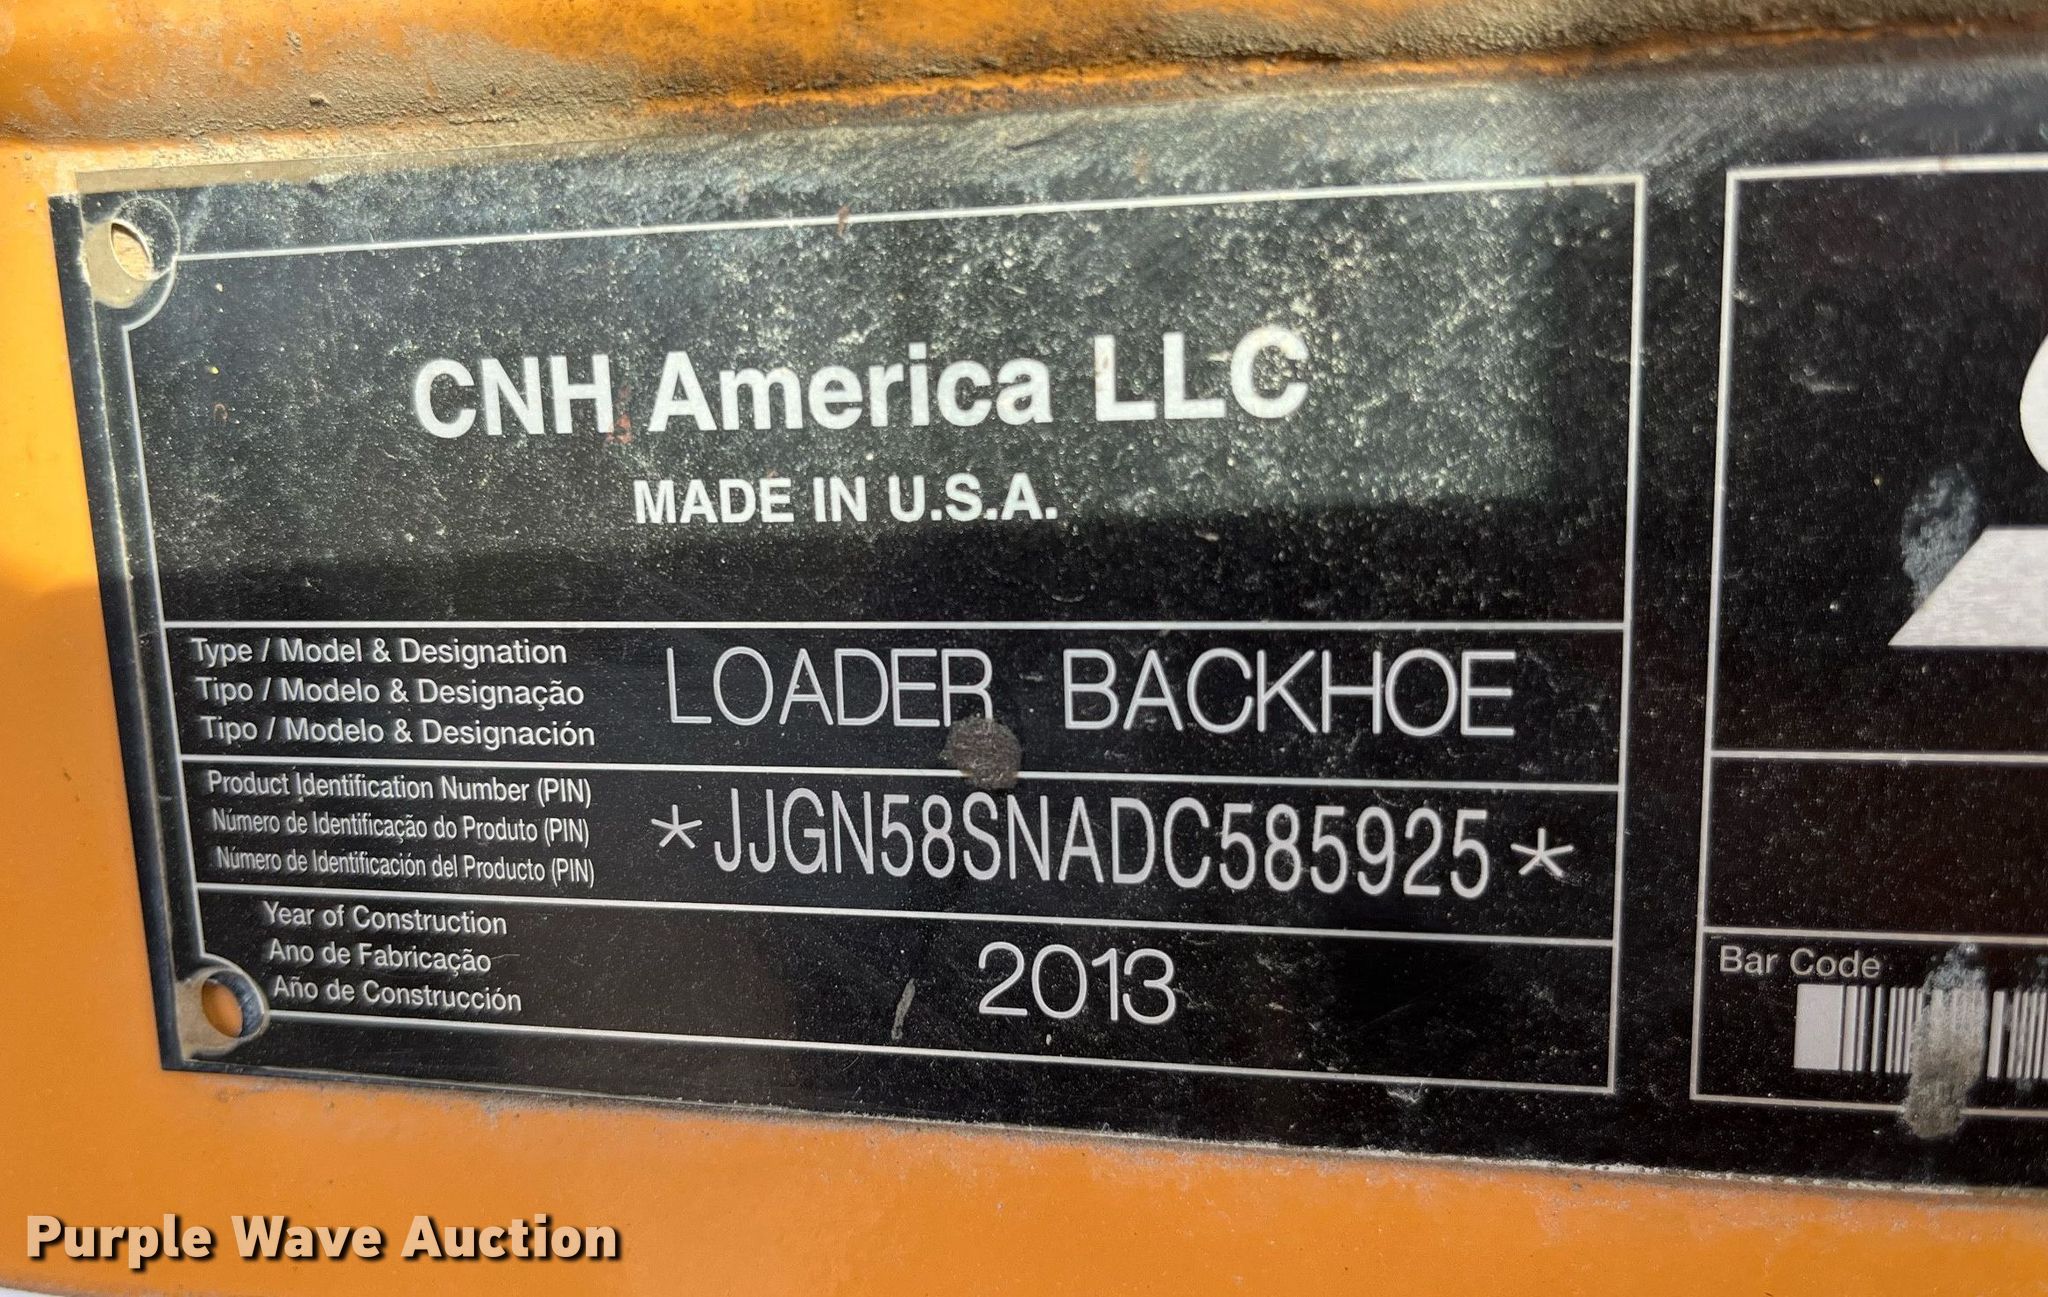 CNH America LLC
MADE IN U.S.A.
Type / Model & Designation
Tipo / Modelo & Designação
Tipo / Modelo & Designación
LOADER BACKHOE
Product Identification Number (PIN)
Número de Identificação do Produto (PIN)
Número de Identificación del Producto (PIN)
*JJGN58SNADC585925*
Year of Construction
Ano de Fabricação
Año de Construcción
2013
Bar Code
Purple Wave Auction